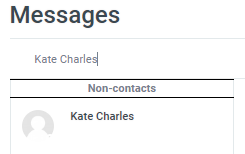 Messages
Kate Charles
Non-contacts
Kate Charles